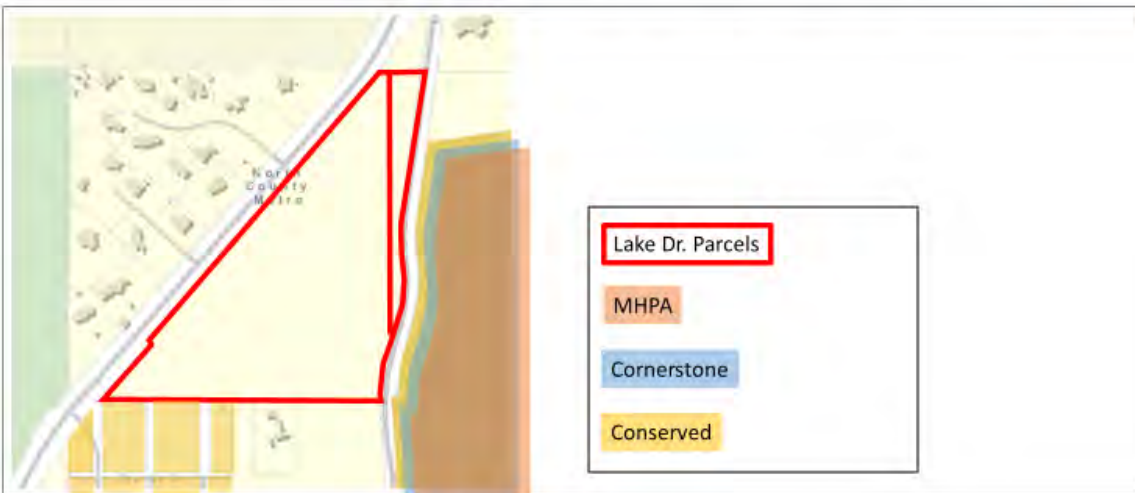 North
County
Metro
Lake Dr. Parcels
MHPA
Cornerstone
Conserved